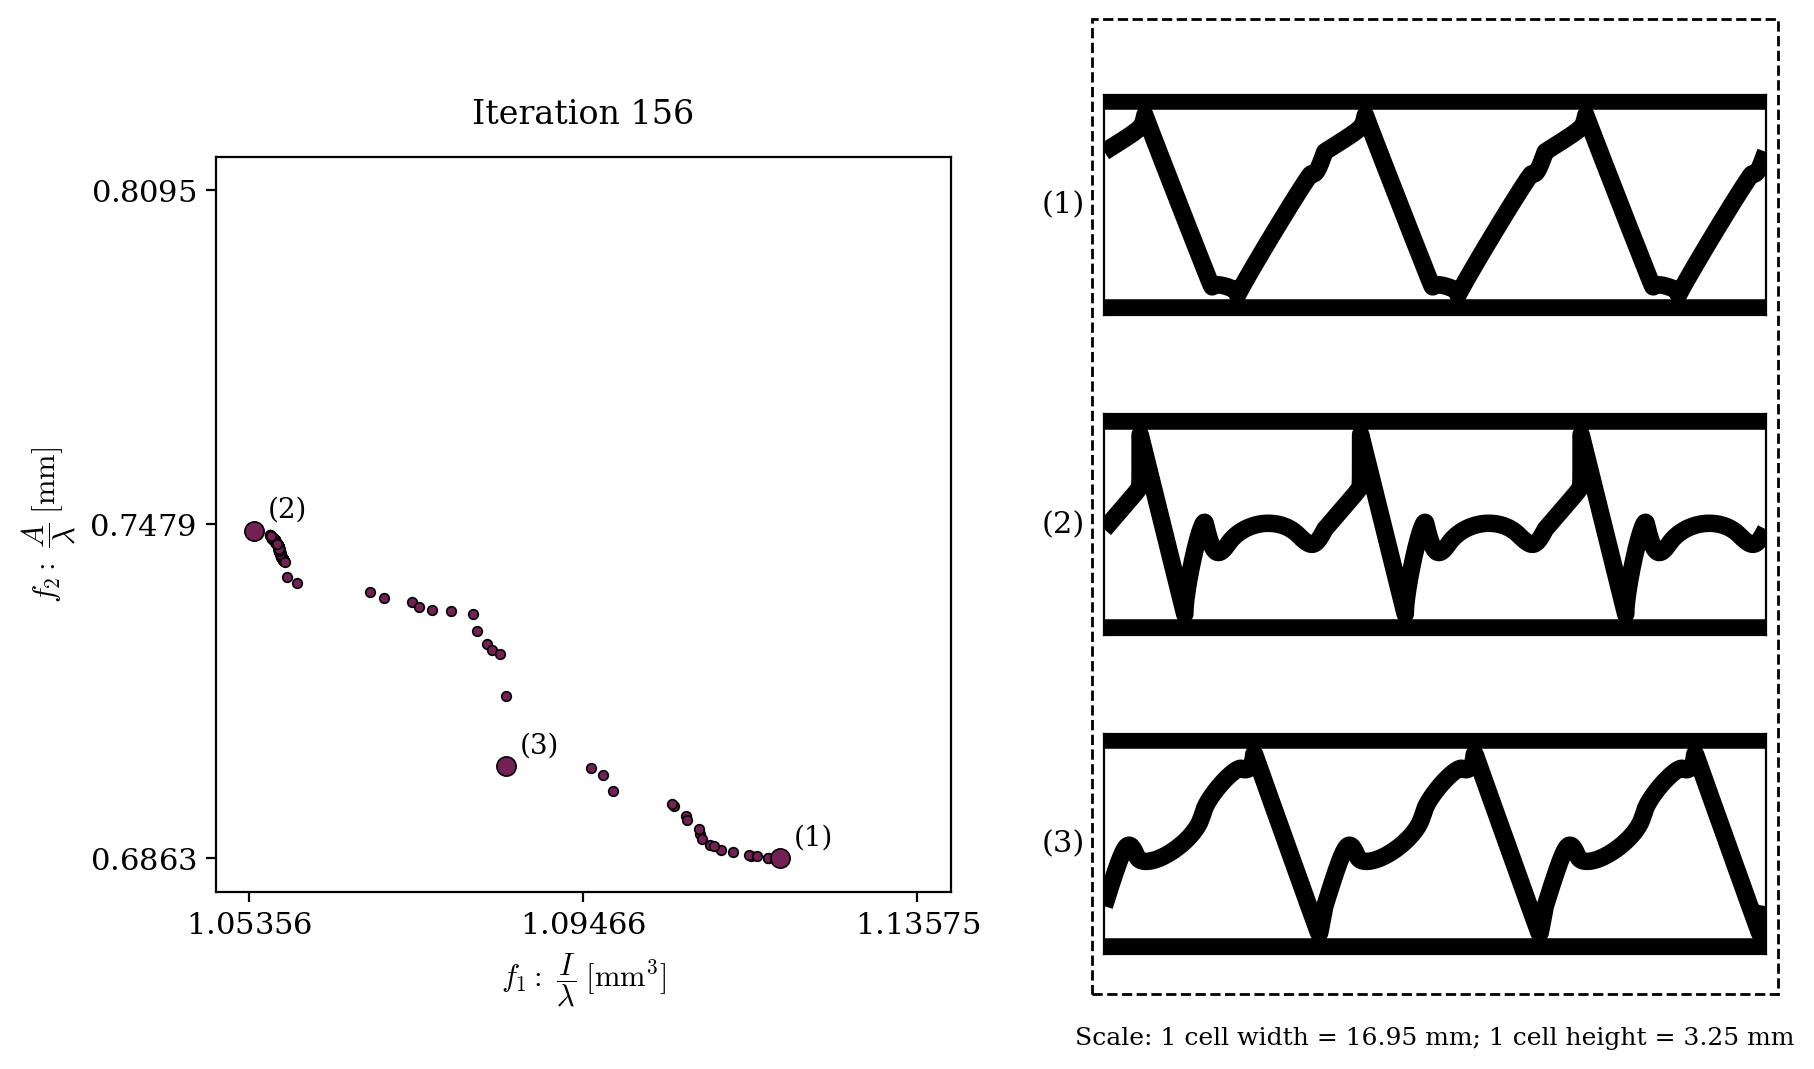 Iteration 156
0.8095
0.7479
0.6863
f₂ : A/λ [mm]
(2)
(3)
(1)
1.05356 1.09466 1.13575
f₁ : I/λ [mm³]
(1)
(2)
(3)
Scale: 1 cell width = 16.95 mm; 1 cell height = 3.25 mm